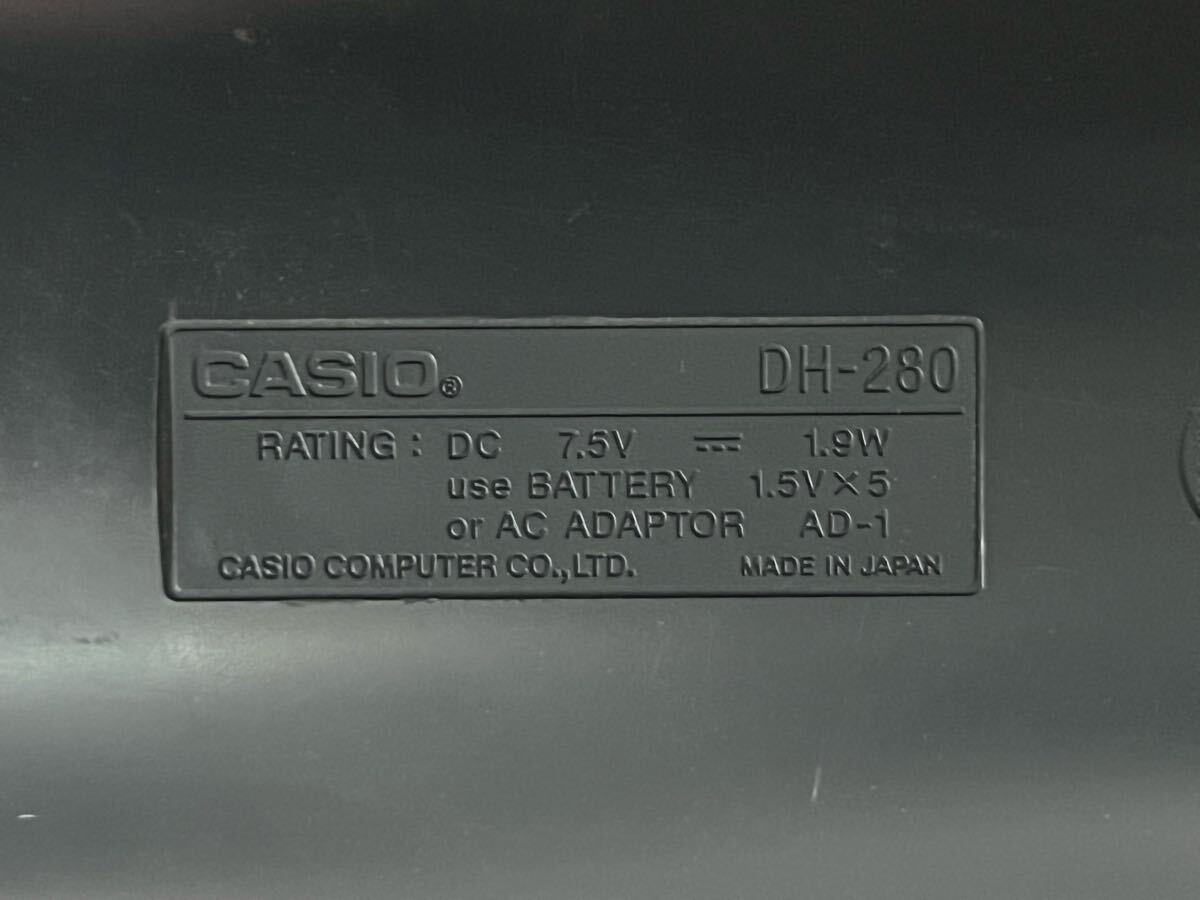 CASIO® DH-280
RATING : DC 7.5V ⎓ 1.9W
use BATTERY 1.5V×5
or AC ADAPTOR AD-1
CASIO COMPUTER CO.,LTD. MADE IN JAPAN